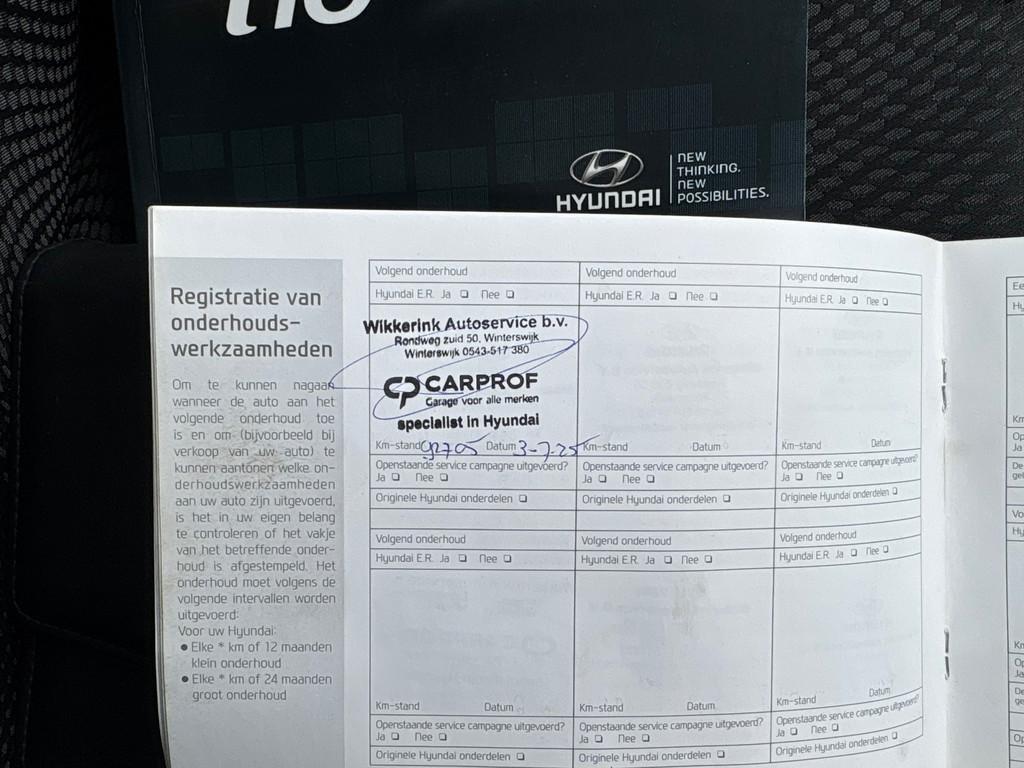 i10
HYUNDAI
NEW
THINKING.
NEW
POSSIBILITIES.
Registratie van
onderhouds-
werkzaamheden
Om te kunnen nagaan
wanneer de auto aan het
volgende onderhoud toe
is en om (bijvoorbeeld bij
verkoop van uw auto) te
kunnen aantonen welke on-
derhoudswerkzaamheden
aan uw auto zijn uitgevoerd,
is het in uw eigen belang
te controleren of het vakje
van het betreffende onder-
houd is afgestempeld. Het
onderhoud moet volgens de
volgende intervallen worden
uitgevoerd:
Voor uw Hyundai:
● Elke * km of 12 maanden
klein onderhoud
● Elke * km of 24 maanden
groot onderhoud
Volgend onderhoud
Hyundai E.R. Ja ❑ Nee ❑
Wikkerink Autoservice b.v.
Rondweg zuid 50, Winterswijk
Winterswijk 0543-517 380
CP CARPROF
Garage voor alle merken
specialist in Hyundai
Km-stand 92705 Datum 3-7-25
Openstaande service campagne uitgevoerd?
Ja ❑ Nee ❑
Originele Hyundai onderdelen ❑
Volgend onderhoud
Hyundai E.R. Ja ❑ Nee ❑
Km-stand Datum
Openstaande service campagne uitgevoerd?
Ja ❑ Nee ❑
Originele Hyundai onderdelen ❑
Volgend onderhoud
Hyundai E.R. Ja ❑ Nee ❑
Km-stand Datum
Openstaande service campagne uitgevoerd?
Ja ❑ Nee ❑
Originele Hyundai onderdelen ❑
Volgend onderhoud
Hyundai E.R. Ja ❑ Nee ❑
Km-stand Datum
Openstaande service campagne uitgevoerd?
Ja ❑ Nee ❑
Originele Hyundai onderdelen ❑
Volgend onderhoud
Hyundai E.R. Ja ❑ Nee ❑
Km-stand Datum
Openstaande service campagne uitgevoerd?
Ja ❑ Nee ❑
Originele Hyundai onderdelen ❑
Volgend onderhoud
Hyundai E.R. Ja ❑ Nee ❑
Km-stand Datum
Openstaande service campagne uitgevoerd?
Ja ❑ Nee ❑
Originele Hyundai onderdelen ❑